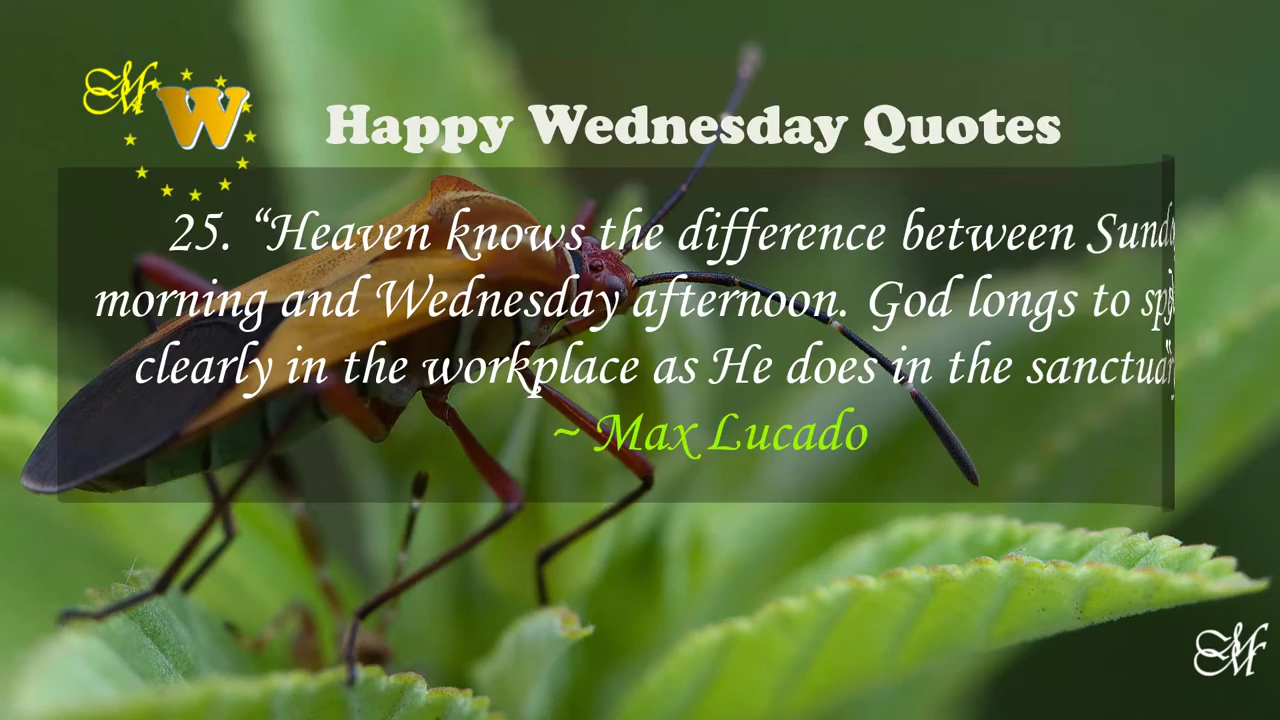 W
Happy Wednesday Quotes
25. “Heaven knows the difference between
morning and Wednesday afternoon. God longs to
clearly in the workplace as He does in the
~ Max Lucado